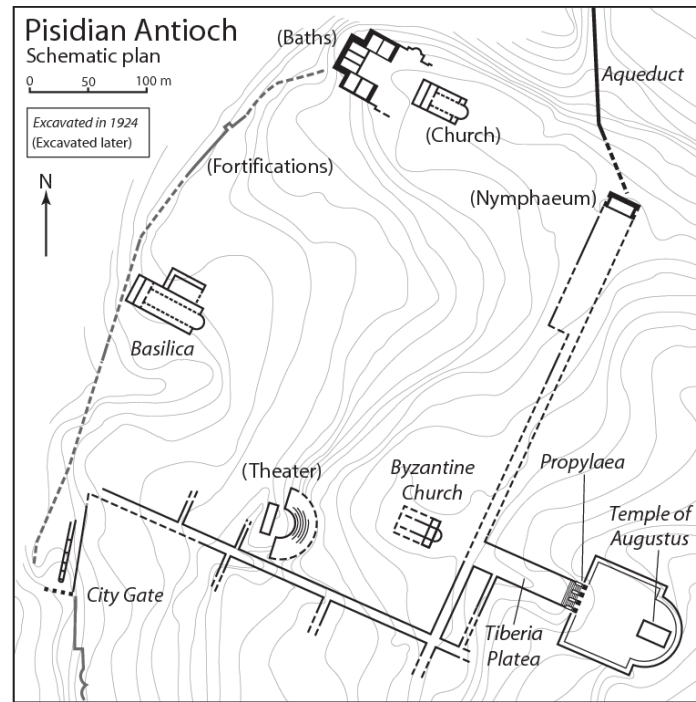 Pisidian Antioch
Schematic plan
0 50 100 m
Excavated in 1924
(Excavated later)
N
(Baths)
(Church)
Aqueduct
(Fortifications)
(Nymphaeum)
Basilica
(Theater)
Byzantine
Church
Propylaea
Temple of
Augustus
City Gate
Tiberia
Platea